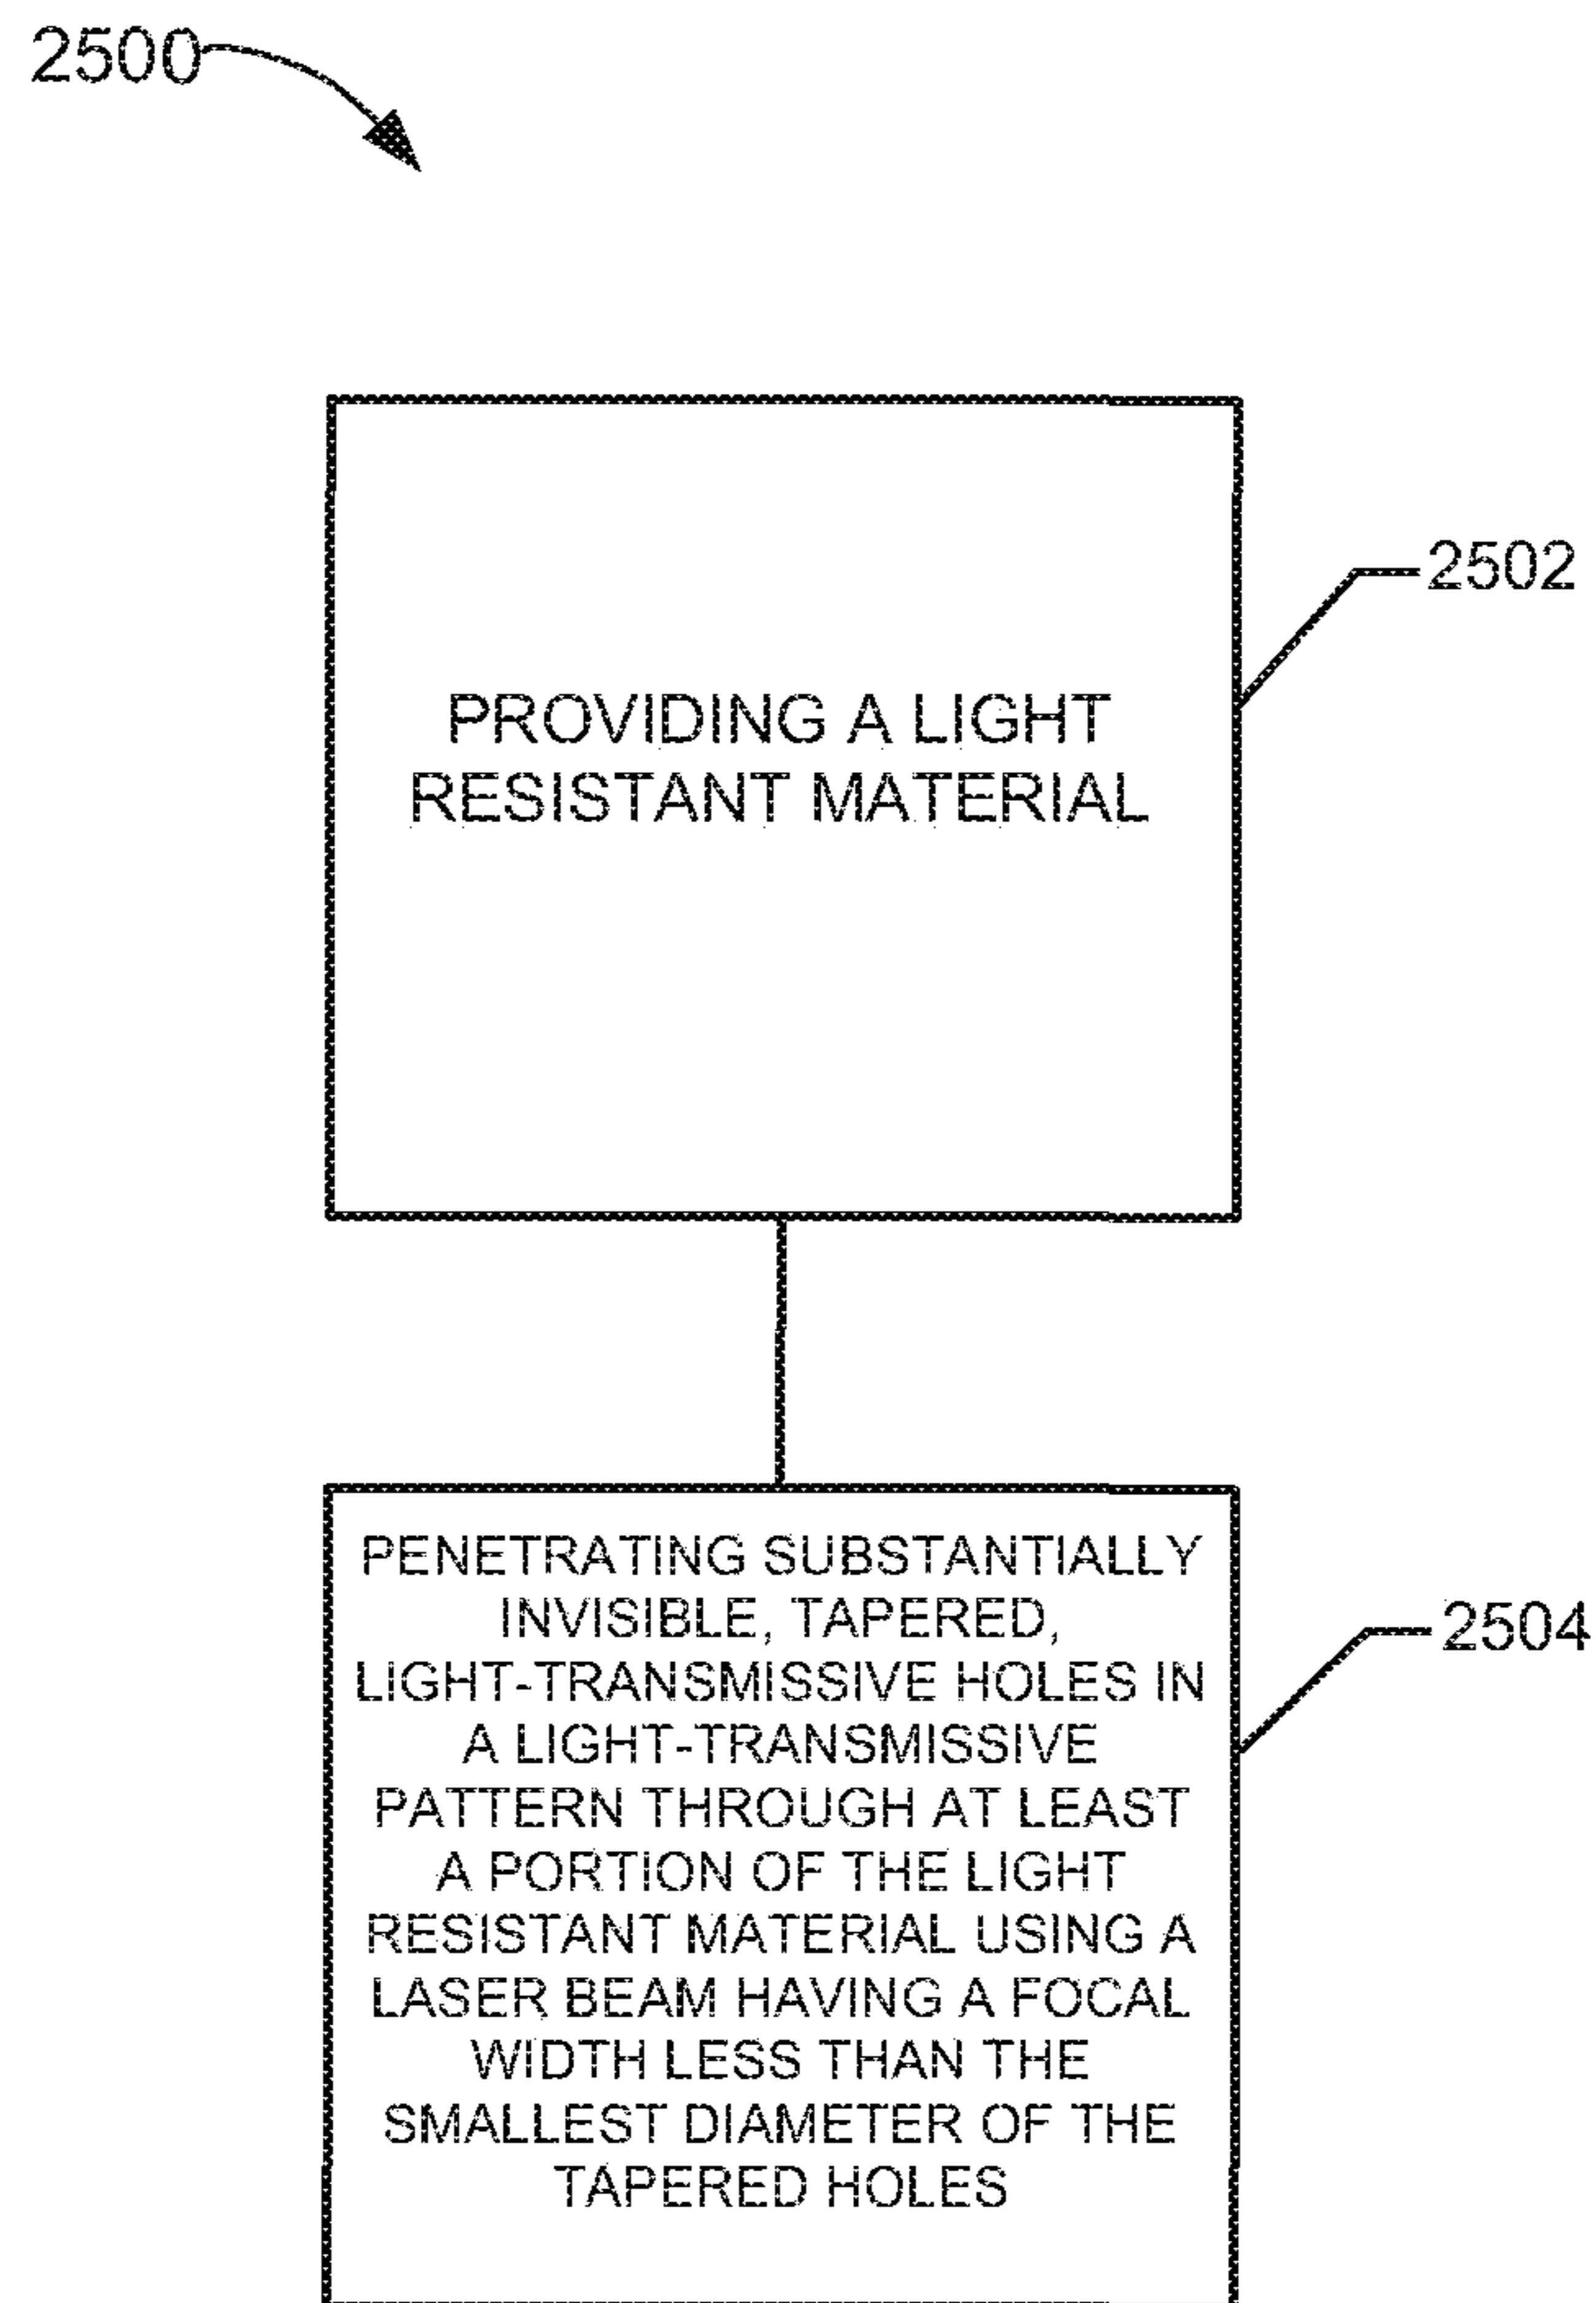 2500
PROVIDING A LIGHT
RESISTANT MATERIAL
2502
PENETRATING SUBSTANTIALLY
INVISIBLE, TAPERED,
LIGHT-TRANSMISSIVE HOLES IN
A LIGHT-TRANSMISSIVE
PATTERN THROUGH AT LEAST
A PORTION OF THE LIGHT
RESISTANT MATERIAL USING A
LASER BEAM HAVING A FOCAL
WIDTH LESS THAN THE
SMALLEST DIAMETER OF THE
TAPERED HOLES
2504